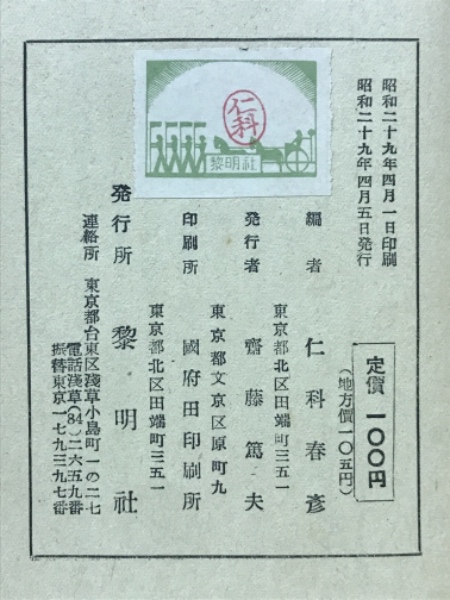 昭和二十九年四月一日印刷
昭和二十九年四月五日発行
定價 一〇〇円
（地方價一〇五円）
編者 仁科春彦
東京都北区田端町三五一
発行者 齋藤篤夫
東京都文京区原町九
印刷所 國府田印刷所
東京都北区田端町三五一
発行所 黎明社
連絡所 東京都台東区淺草小島町一の二七
電話淺草（84）二六五九番
振替東京一七九三九七番
仁科
黎明社